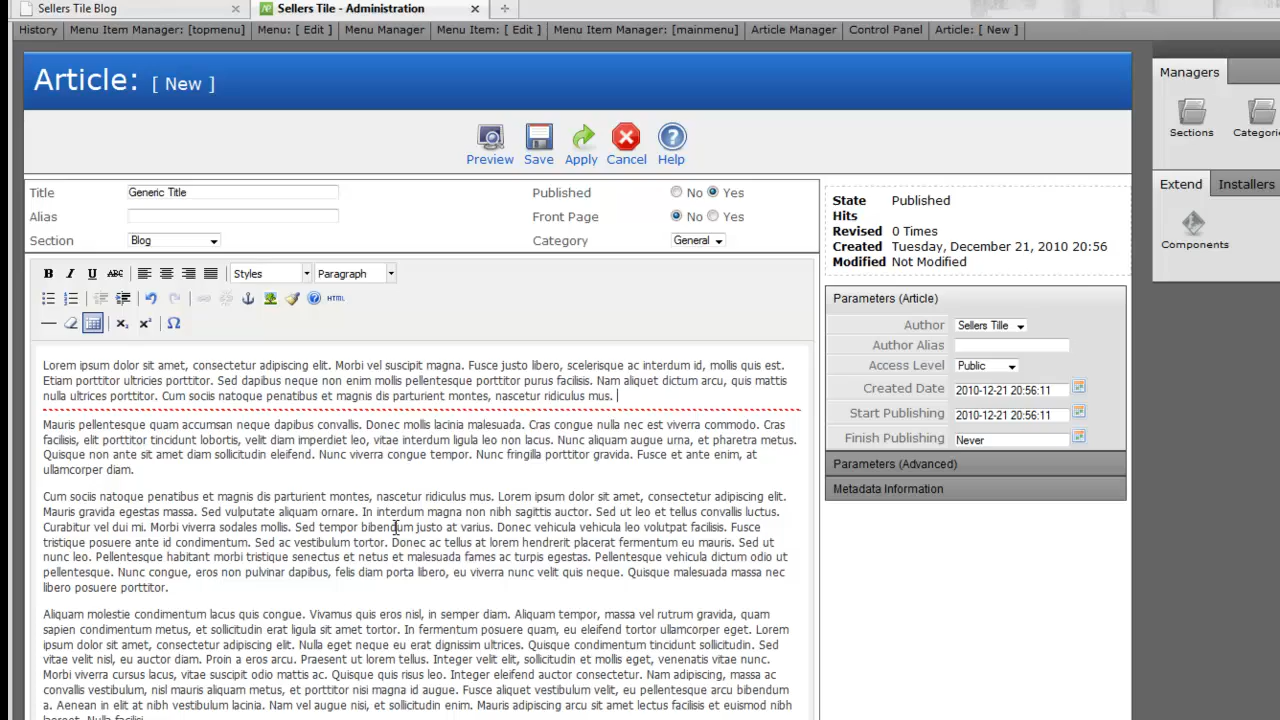 Sellers Tile Blog
Sellers Tile - Administration
History Menu Item Manager: [topmenu] Menu: [ Edit ] Menu Manager Menu Item: [ Edit ] Menu Item Manager: [mainmenu] Article Manager Control Panel Article: [ New ]
Article: [ New ]
Managers
Sections Categori
Preview Save Apply Cancel Help
Extend Installers
Components
Title Generic Title Published No Yes
Alias Front Page No Yes
Section Blog Category General
State Published
Hits
Revised 0 Times
Created Tuesday, December 21, 2010 20:56
Modified Not Modified
B I U ABC Styles Paragraph
HTML
Parameters (Article)
Author Sellers Tille
Author Alias
Access Level Public
Created Date 2010-12-21 20:56:11
Start Publishing 2010-12-21 20:56:11
Finish Publishing Never
Parameters (Advanced)
Metadata Information
Lorem ipsum dolor sit amet, consectetur adipiscing elit. Morbi vel suscipit magna. Fusce justo libero, scelerisque ac interdum id, mollis quis est.
Etiam porttitor ultricies porttitor. Sed dapibus neque non enim mollis pellentesque porttitor purus facilisis. Nam aliquet dictum arcu, quis mattis
nulla ultrices porttitor. Cum sociis natoque penatibus et magnis dis parturient montes, nascetur ridiculus mus.
Mauris pellentesque quam accumsan neque dapibus convallis. Donec mollis lacinia malesuada. Cras congue nulla nec est viverra commodo. Cras
facilisis, elit porttitor tincidunt lobortis, velit diam imperdiet leo, vitae interdum ligula leo non lacus. Nunc aliquam augue urna, et pharetra metus.
Quisque non ante sit amet diam sollicitudin eleifend. Nunc viverra congue tempor. Nunc fringilla porttitor gravida. Fusce et ante enim, at
ullamcorper diam.
Cum sociis natoque penatibus et magnis dis parturient montes, nascetur ridiculus mus. Lorem ipsum dolor sit amet, consectetur adipiscing elit.
Mauris gravida egestas massa. Sed vulputate aliquam ornare. In interdum magna non nibh sagittis auctor. Sed ut leo et tellus convallis luctus.
Curabitur vel dui mi. Morbi viverra sodales mollis. Sed tempor bibendum justo at varius. Donec vehicula vehicula leo volutpat facilisis. Fusce
tristique posuere ante id condimentum. Sed ac vestibulum tortor. Donec ac tellus at lorem hendrerit placerat fermentum eu mauris. Sed ut
nunc leo. Pellentesque habitant morbi tristique senectus et netus et malesuada fames ac turpis egestas. Pellentesque vehicula dictum odio ut
pellentesque. Nunc congue, eros non pulvinar dapibus, felis diam porta libero, eu viverra nunc velit quis neque. Quisque malesuada massa nec
libero posuere porttitor.
Aliquam molestie condimentum lacus quis congue. Vivamus quis eros nisl, in semper diam. Aliquam tempor, massa vel rutrum gravida, quam
sapien condimentum metus, et sollicitudin erat ligula sit amet tortor. In fermentum posuere quam, eu eleifend tortor ullamcorper eget. Lorem
ipsum dolor sit amet, consectetur adipiscing elit. Nulla eget neque eu erat dignissim ultrices. Quisque condimentum tincidunt sollicitudin. Sed
vitae velit nisl, eu auctor diam. Proin a eros arcu. Praesent ut lorem tellus. Integer velit elit, sollicitudin et mollis eget, venenatis vitae nunc.
Morbi viverra cursus lacus, vitae suscipit odio mattis ac. Quisque quis risus leo. Integer eleifend auctor consectetur. Nam adipiscing, massa ac
convallis vestibulum, nisl mauris aliquam metus, et porttitor nisi magna id augue. Fusce aliquet vestibulum velit, eu pellentesque arcu bibendum
a. Aenean in elit at nibh vestibulum lacinia. Nam vel augue nisi, et sollicitudin enim. Mauris adipiscing arcu sit amet lectus facilisis et euismod nibh
laoreet. Nulla facilisi.